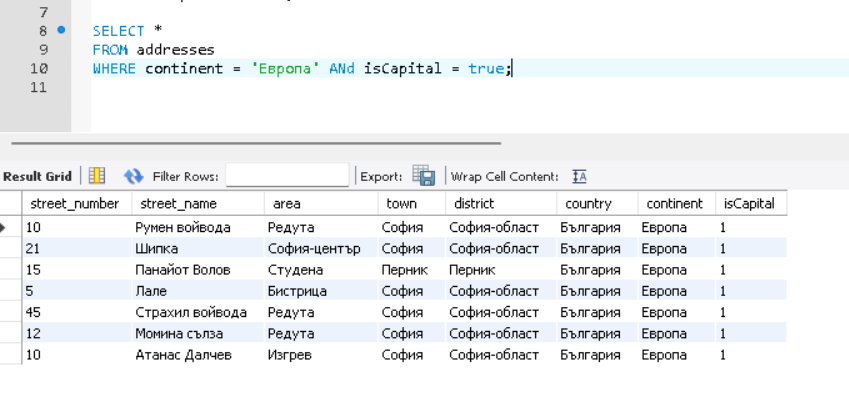 7
8 SELECT *
9 FROM addresses
10 WHERE continent = 'Европа' ANd isCapital = true;
11
Result Grid Filter Rows: Export: Wrap Cell Content:
street_number street_name area town district country continent isCapital
10 Румен войвода Редута София София-област България Европа 1
21 Шипка София-център София София-област България Европа 1
15 Панайот Волов Студена Перник Перник България Европа 1
5 Лале Бистрица София София-област България Европа 1
45 Страхил войвода Редута София София-област България Европа 1
12 Момина сълза Редута София София-област България Европа 1
10 Атанас Далчев Изгрев София София-област България Европа 1